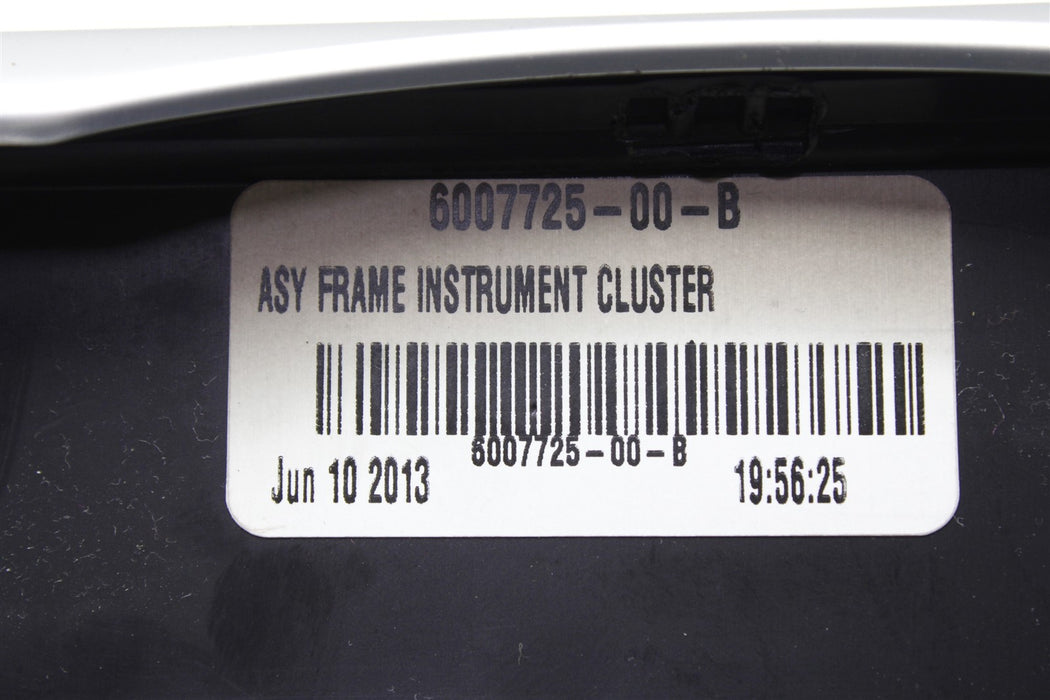 6007725-00-B
ASY FRAME INSTRUMENT CLUSTER
6007725-00-B
Jun 10 2013 19:56:25